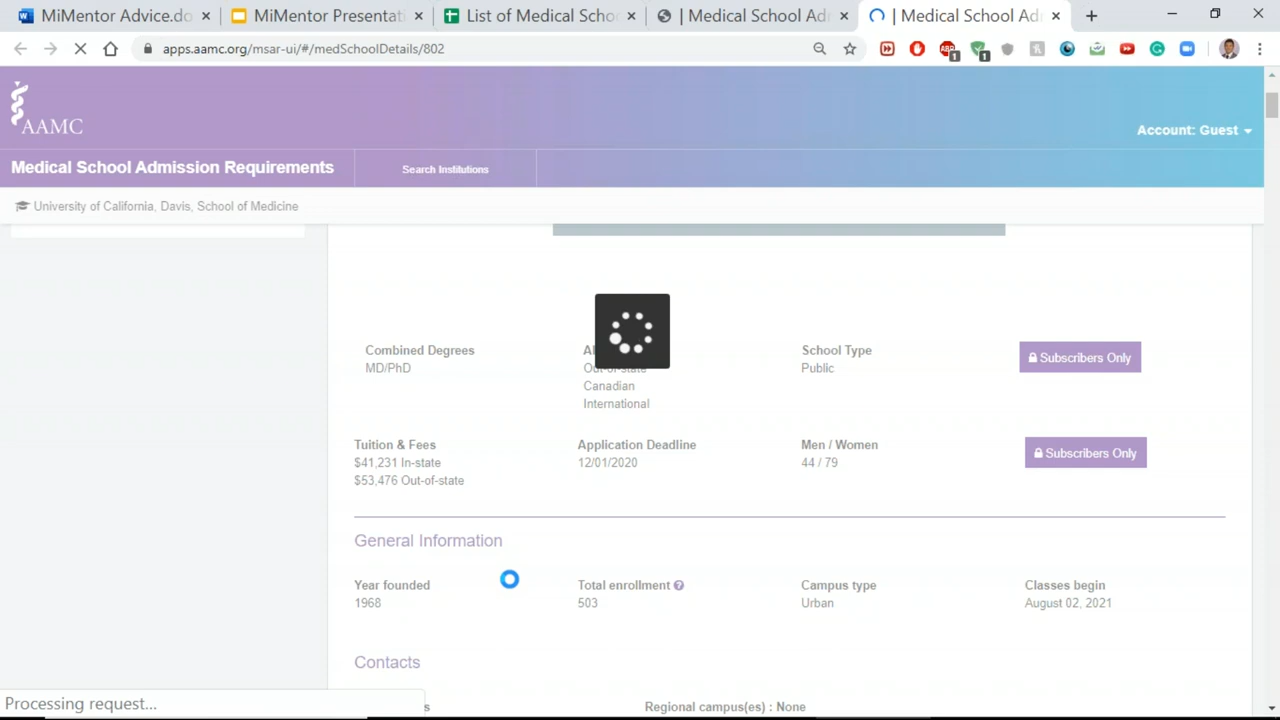 MiMentor Advice.do
MiMentor Presentat
List of Medical Scho
| Medical School Adr
| Medical School Adr
apps.aamc.org/msar-ui/#/medSchoolDetails/802
AAMC
Account: Guest
Medical School Admission Requirements
Search Institutions
University of California, Davis, School of Medicine
Combined Degrees
MD/PhD
Out-of-state
Canadian
International
School Type
Public
Subscribers Only
Tuition & Fees
$41,231 In-state
$53,476 Out-of-state
Application Deadline
12/01/2020
Men / Women
44 / 79
Subscribers Only
General Information
Year founded
1968
Total enrollment
503
Campus type
Urban
Classes begin
August 02, 2021
Contacts
Regional campus(es) : None
Processing request...